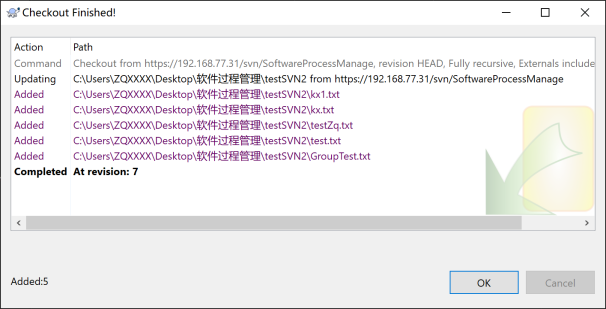 Checkout Finished!
Action Path
Command Checkout from https://192.168.77.31/svn/SoftwareProcessManage, revision HEAD, Fully recursive, Externals include
Updating C:\Users\ZQXXXX\Desktop\软件过程管理\testSVN2 from https://192.168.77.31/svn/SoftwareProcessManage
Added C:\Users\ZQXXXX\Desktop\软件过程管理\testSVN2\kx1.txt
Added C:\Users\ZQXXXX\Desktop\软件过程管理\testSVN2\kx.txt
Added C:\Users\ZQXXXX\Desktop\软件过程管理\testSVN2\testZq.txt
Added C:\Users\ZQXXXX\Desktop\软件过程管理\testSVN2\test.txt
Added C:\Users\ZQXXXX\Desktop\软件过程管理\testSVN2\GroupTest.txt
Completed At revision: 7
Added:5 OK Cancel